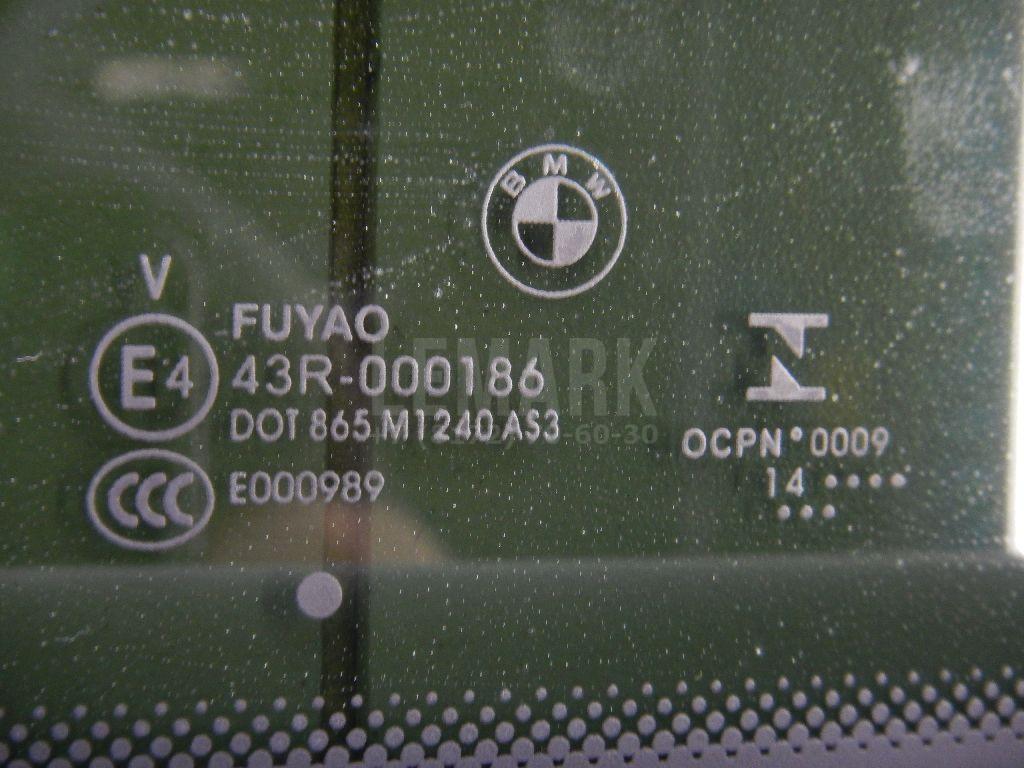 BMW
V
FUYAO
E4
43R-000186
DOT 865 M1240 AS3
CCC
E000989
OCPN°0009
14 ••••
•••
LEMARK